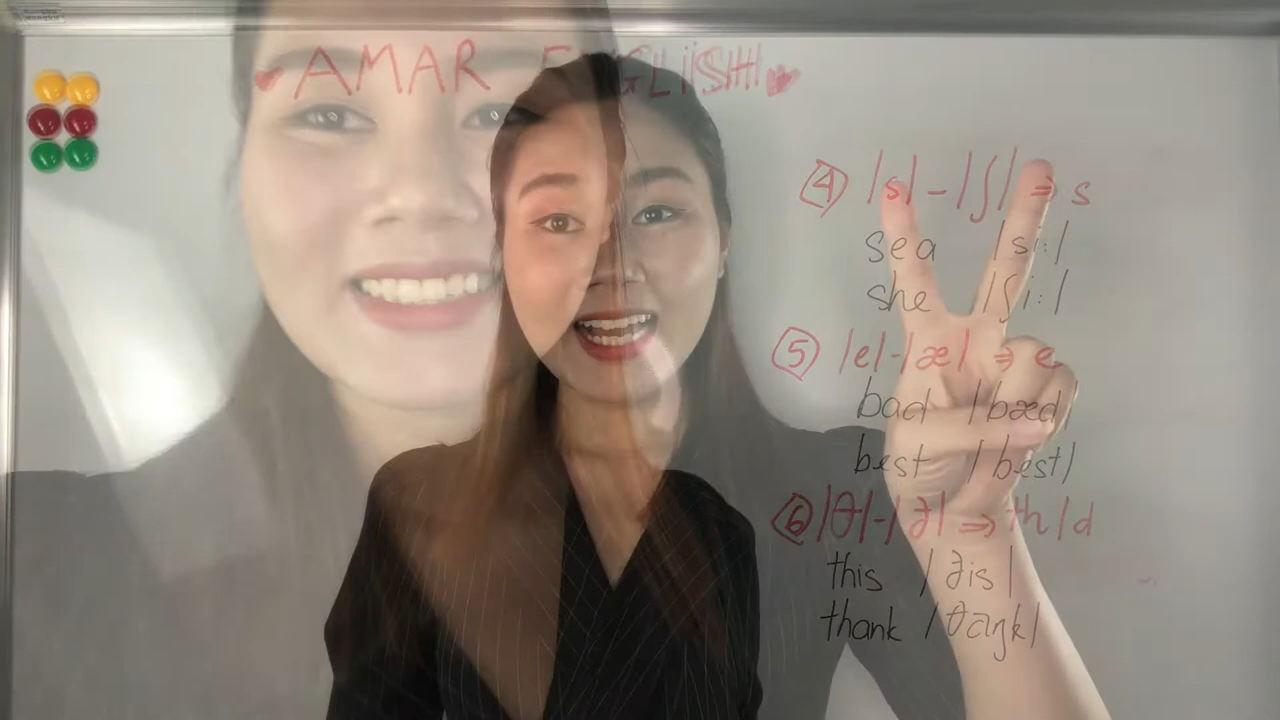 AMAR ENGLISH
④ |s| - |ʃ| ⇒ s
sea |si:|
she |ʃi:|
⑤ |e| - |æ| ⇒ e
bad |bæd|
best |best|
⑥ |θ| - |ð| ⇒ th|d
this |ðis|
thank |θæŋk|